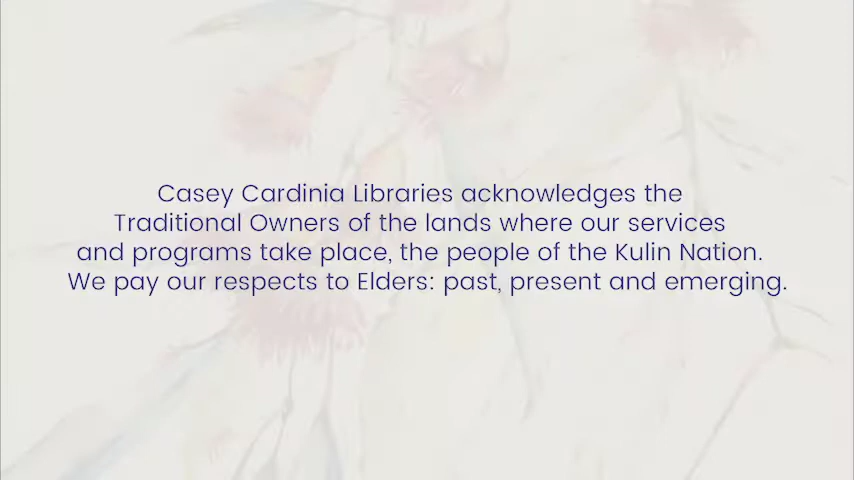 Casey Cardinia Libraries acknowledges the
Traditional Owners of the lands where our services
and programs take place, the people of the Kulin Nation.
We pay our respects to Elders: past, present and emerging.